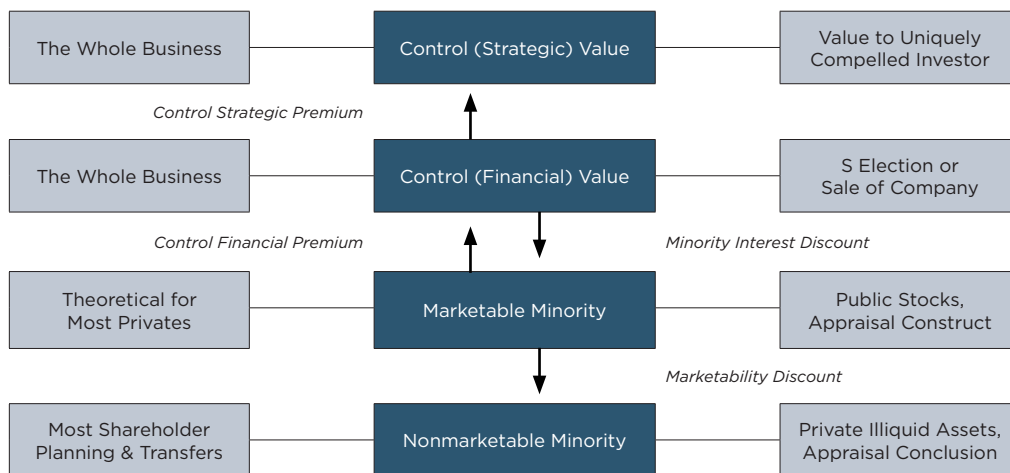 The Whole Business
Control (Strategic) Value
Value to Uniquely
Compelled Investor
Control Strategic Premium
The Whole Business
Control (Financial) Value
S Election or
Sale of Company
Control Financial Premium
Minority Interest Discount
Theoretical for
Most Privates
Marketable Minority
Public Stocks,
Appraisal Construct
Marketability Discount
Most Shareholder
Planning & Transfers
Nonmarketable Minority
Private Illiquid Assets,
Appraisal Conclusion